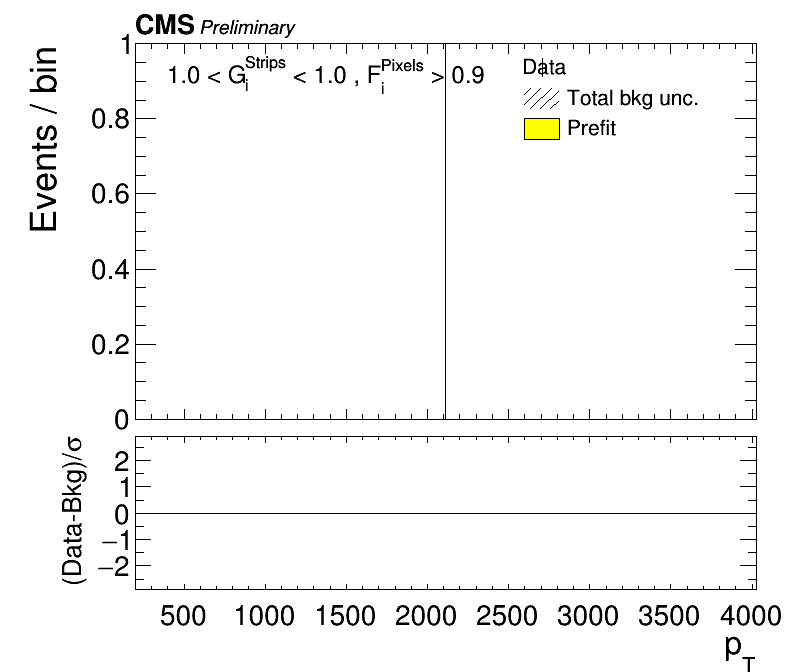 CMS Preliminary
1.0 < G_i^Strips < 1.0 , F_i^Pixels > 0.9
Data
Total bkg unc.
Prefit
Events / bin
1
0.8
0.6
0.4
0.2
0
(Data-Bkg)/σ
2
1
0
−1
−2
500 1000 1500 2000 2500 3000 3500 4000
p_T